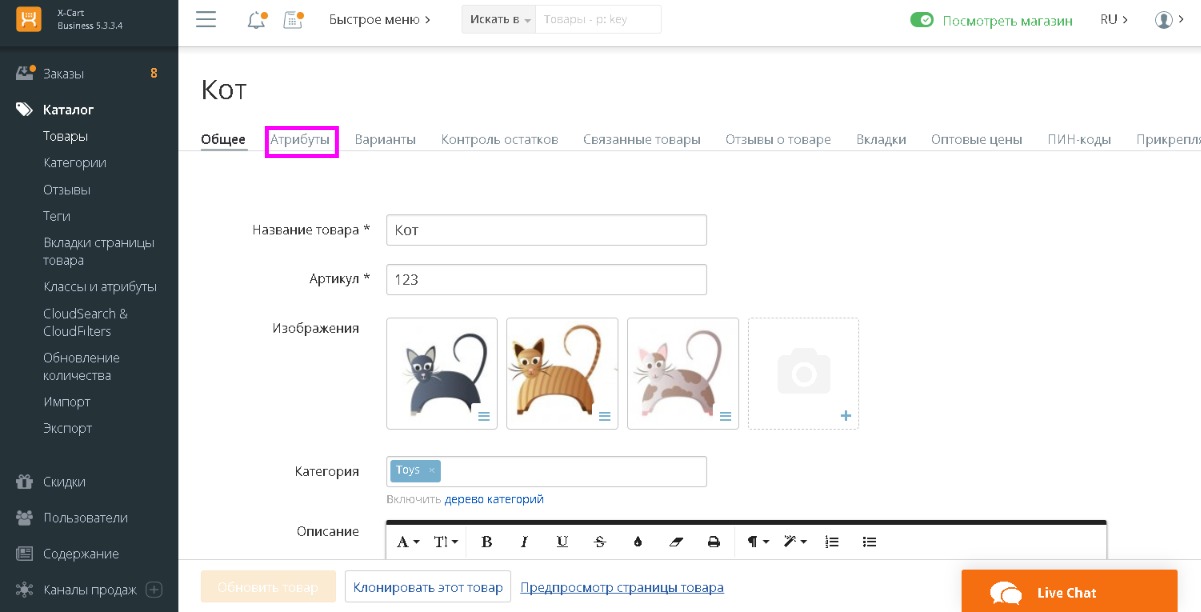 X-Cart
Business 5.3.3.4
Быстрое меню
Искать в
Товары - p: key
Посмотреть магазин
RU
Заказы
8
Каталог
Товары
Категории
Отзывы
Теги
Вкладки страницы
товара
Классы и атрибуты
CloudSearch &
CloudFilters
Обновление
количества
Импорт
Экспорт
Скидки
Пользователи
Содержание
Каналы продаж
Кот
Общее
Атрибуты
Варианты
Контроль остатков
Связанные товары
Отзывы о товаре
Вкладки
Оптовые цены
ПИН-коды
Прикрепля
Название товара *
Кот
Артикул *
123
Изображения
Категория
Toys ×
Включить дерево категорий
Описание
A TI B I U S
Обновить товар
Клонировать этот товар
Предпросмотр страницы товара
Live Chat